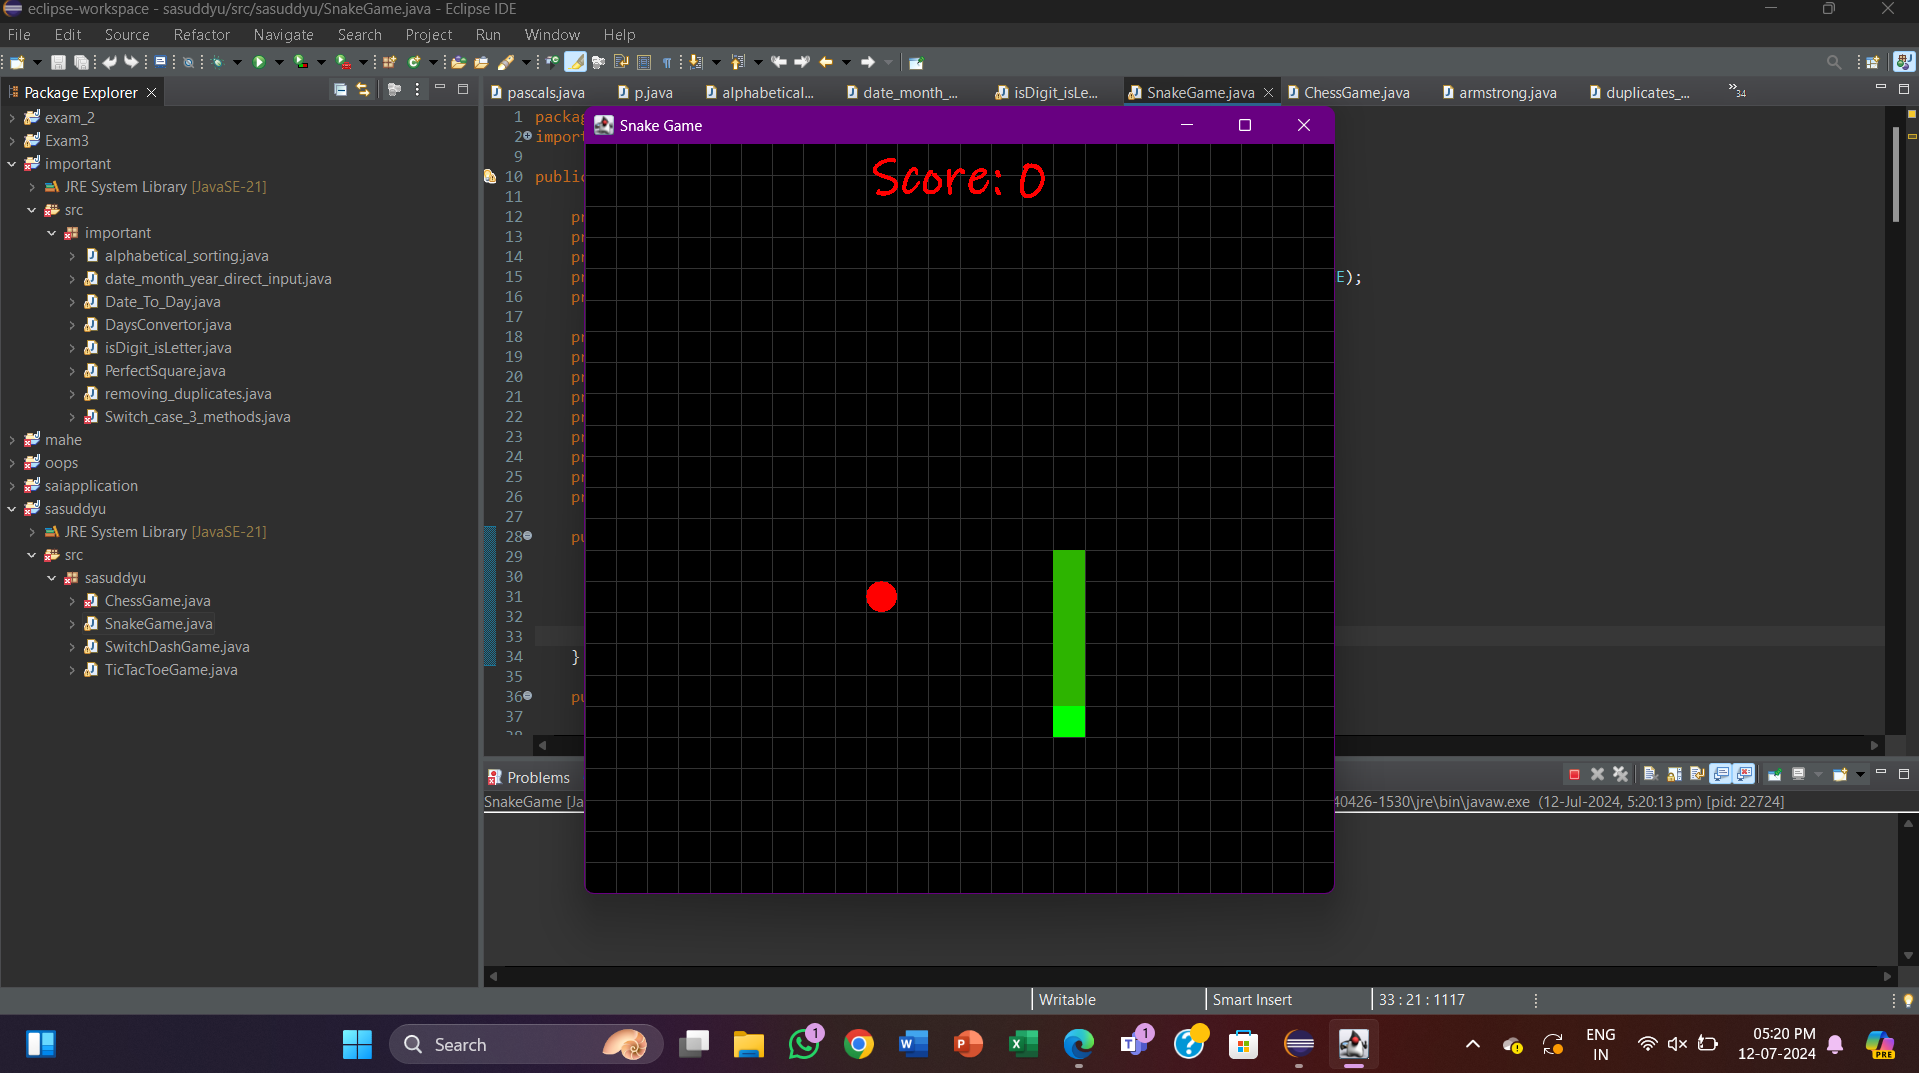 eclipse-workspace - sasuddyu/src/sasuddyu/SnakeGame.java - Eclipse IDE
File Edit Source Refactor Navigate Search Project Run Window Help
Package Explorer
pascals.java p.java alphabetical... date_month_... isDigit_isLe... SnakeGame.java ChessGame.java armstrong.java duplicates_... 34
exam_2
Exam3
important
JRE System Library [JavaSE-21]
src
important
alphabetical_sorting.java
date_month_year_direct_input.java
Date_To_Day.java
DaysConvertor.java
isDigit_isLetter.java
PerfectSquare.java
removing_duplicates.java
Switch_case_3_methods.java
mahe
oops
saiapplication
sasuddyu
JRE System Library [JavaSE-21]
src
sasuddyu
ChessGame.java
SnakeGame.java
SwitchDashGame.java
TicTacToeGame.java
1 packag
2 impor
9
10 public
11
12 pr
13 pr
14 pr
15 pr E);
16 pr
17
18 pr
19 pr
20 pr
21 pr
22 pr
23 pr
24 pr
25 pr
26 pr
27
28 pu
29
30
31
32
33
34 }
35
36 pu
37
Snake Game
Score: 0
Problems
SnakeGame [Ja 40426-1530\jre\bin\javaw.exe (12-Jul-2024, 5:20:13 pm) [pid: 22724]
Writable Smart Insert 33 : 21 : 1117
Search
1
1
ENG
IN
05:20 PM
12-07-2024
PRE